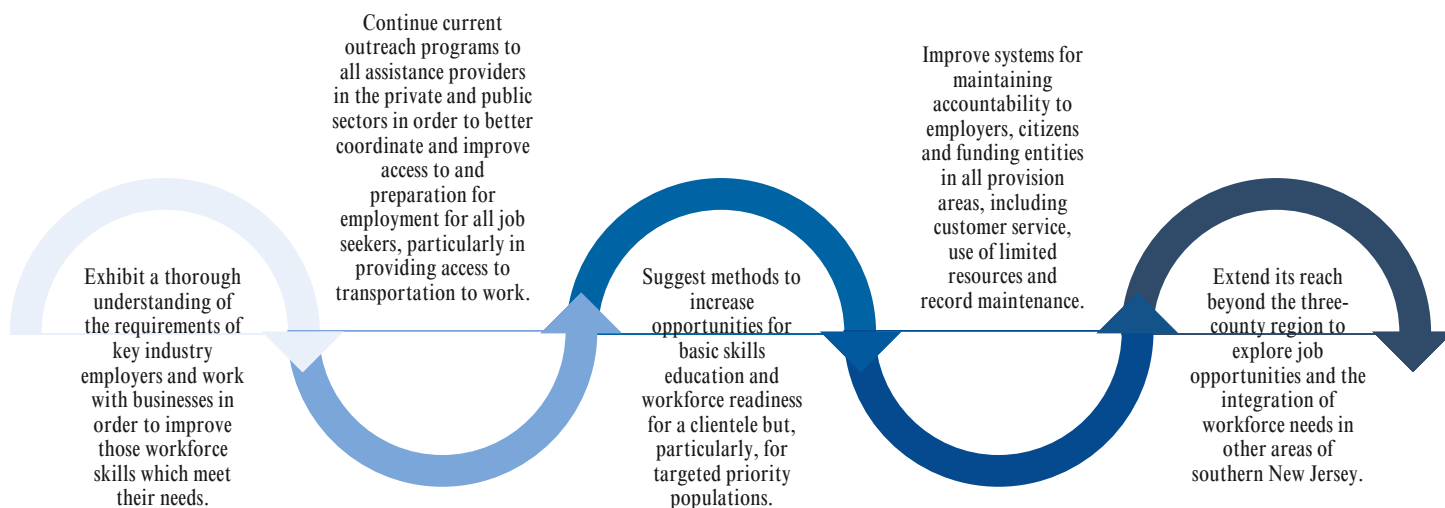 Exhibit a thorough
understanding of
the requirements of
key industry
employers and work
with businesses in
order to improve
those workforce
skills which meet
their needs.
Continue current
outreach programs to
all assistance providers
in the private and public
sectors in order to better
coordinate and improve
access to and
preparation for
employment for all job
seekers, particularly in
providing access to
transportation to work.
Suggest methods to
increase
opportunities for
basic skills
education and
workforce readiness
for a clientele but,
particularly, for
targeted priority
populations.
Improve systems for
maintaining
accountability to
employers, citizens
and funding entities
in all provision
areas, including
customer service,
use of limited
resources and
record maintenance.
Extend its reach
beyond the three-
county region to
explore job
opportunities and the
integration of
workforce needs in
other areas of
southern New Jersey.